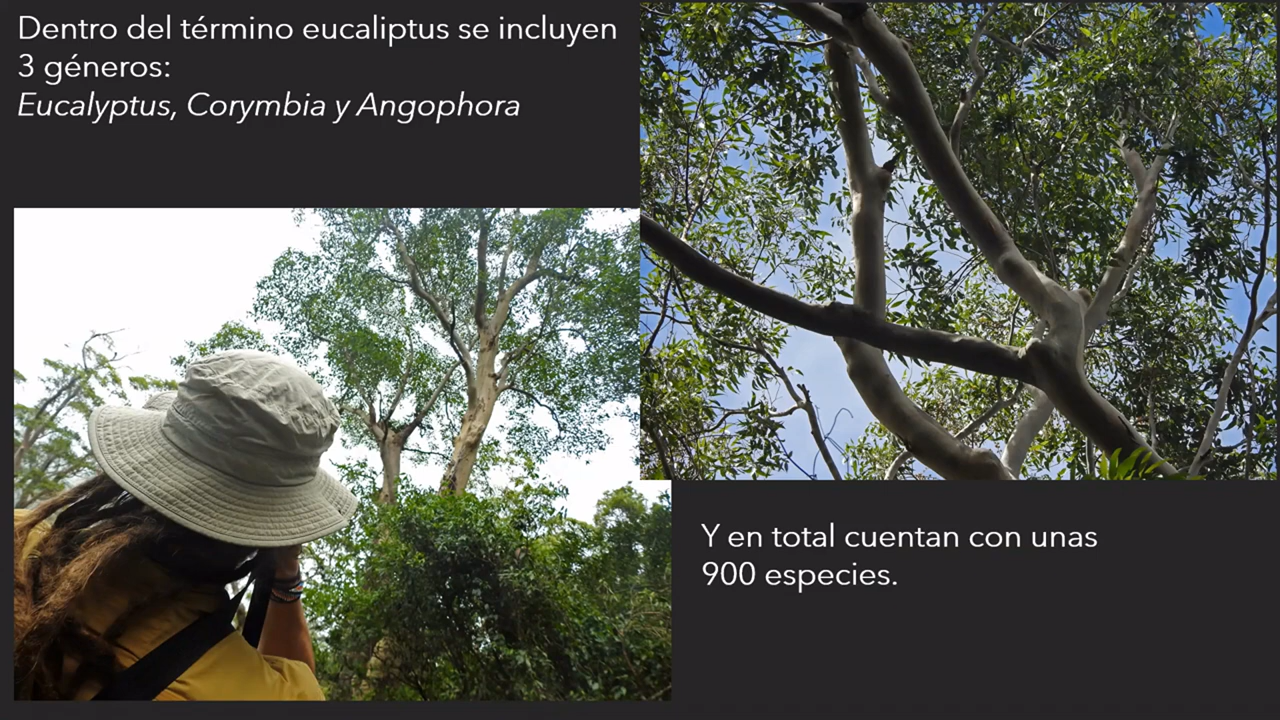 Dentro del término eucaliptus se incluyen
3 géneros:
Eucalyptus, Corymbia y Angophora
Y en total cuentan con unas
900 especies.